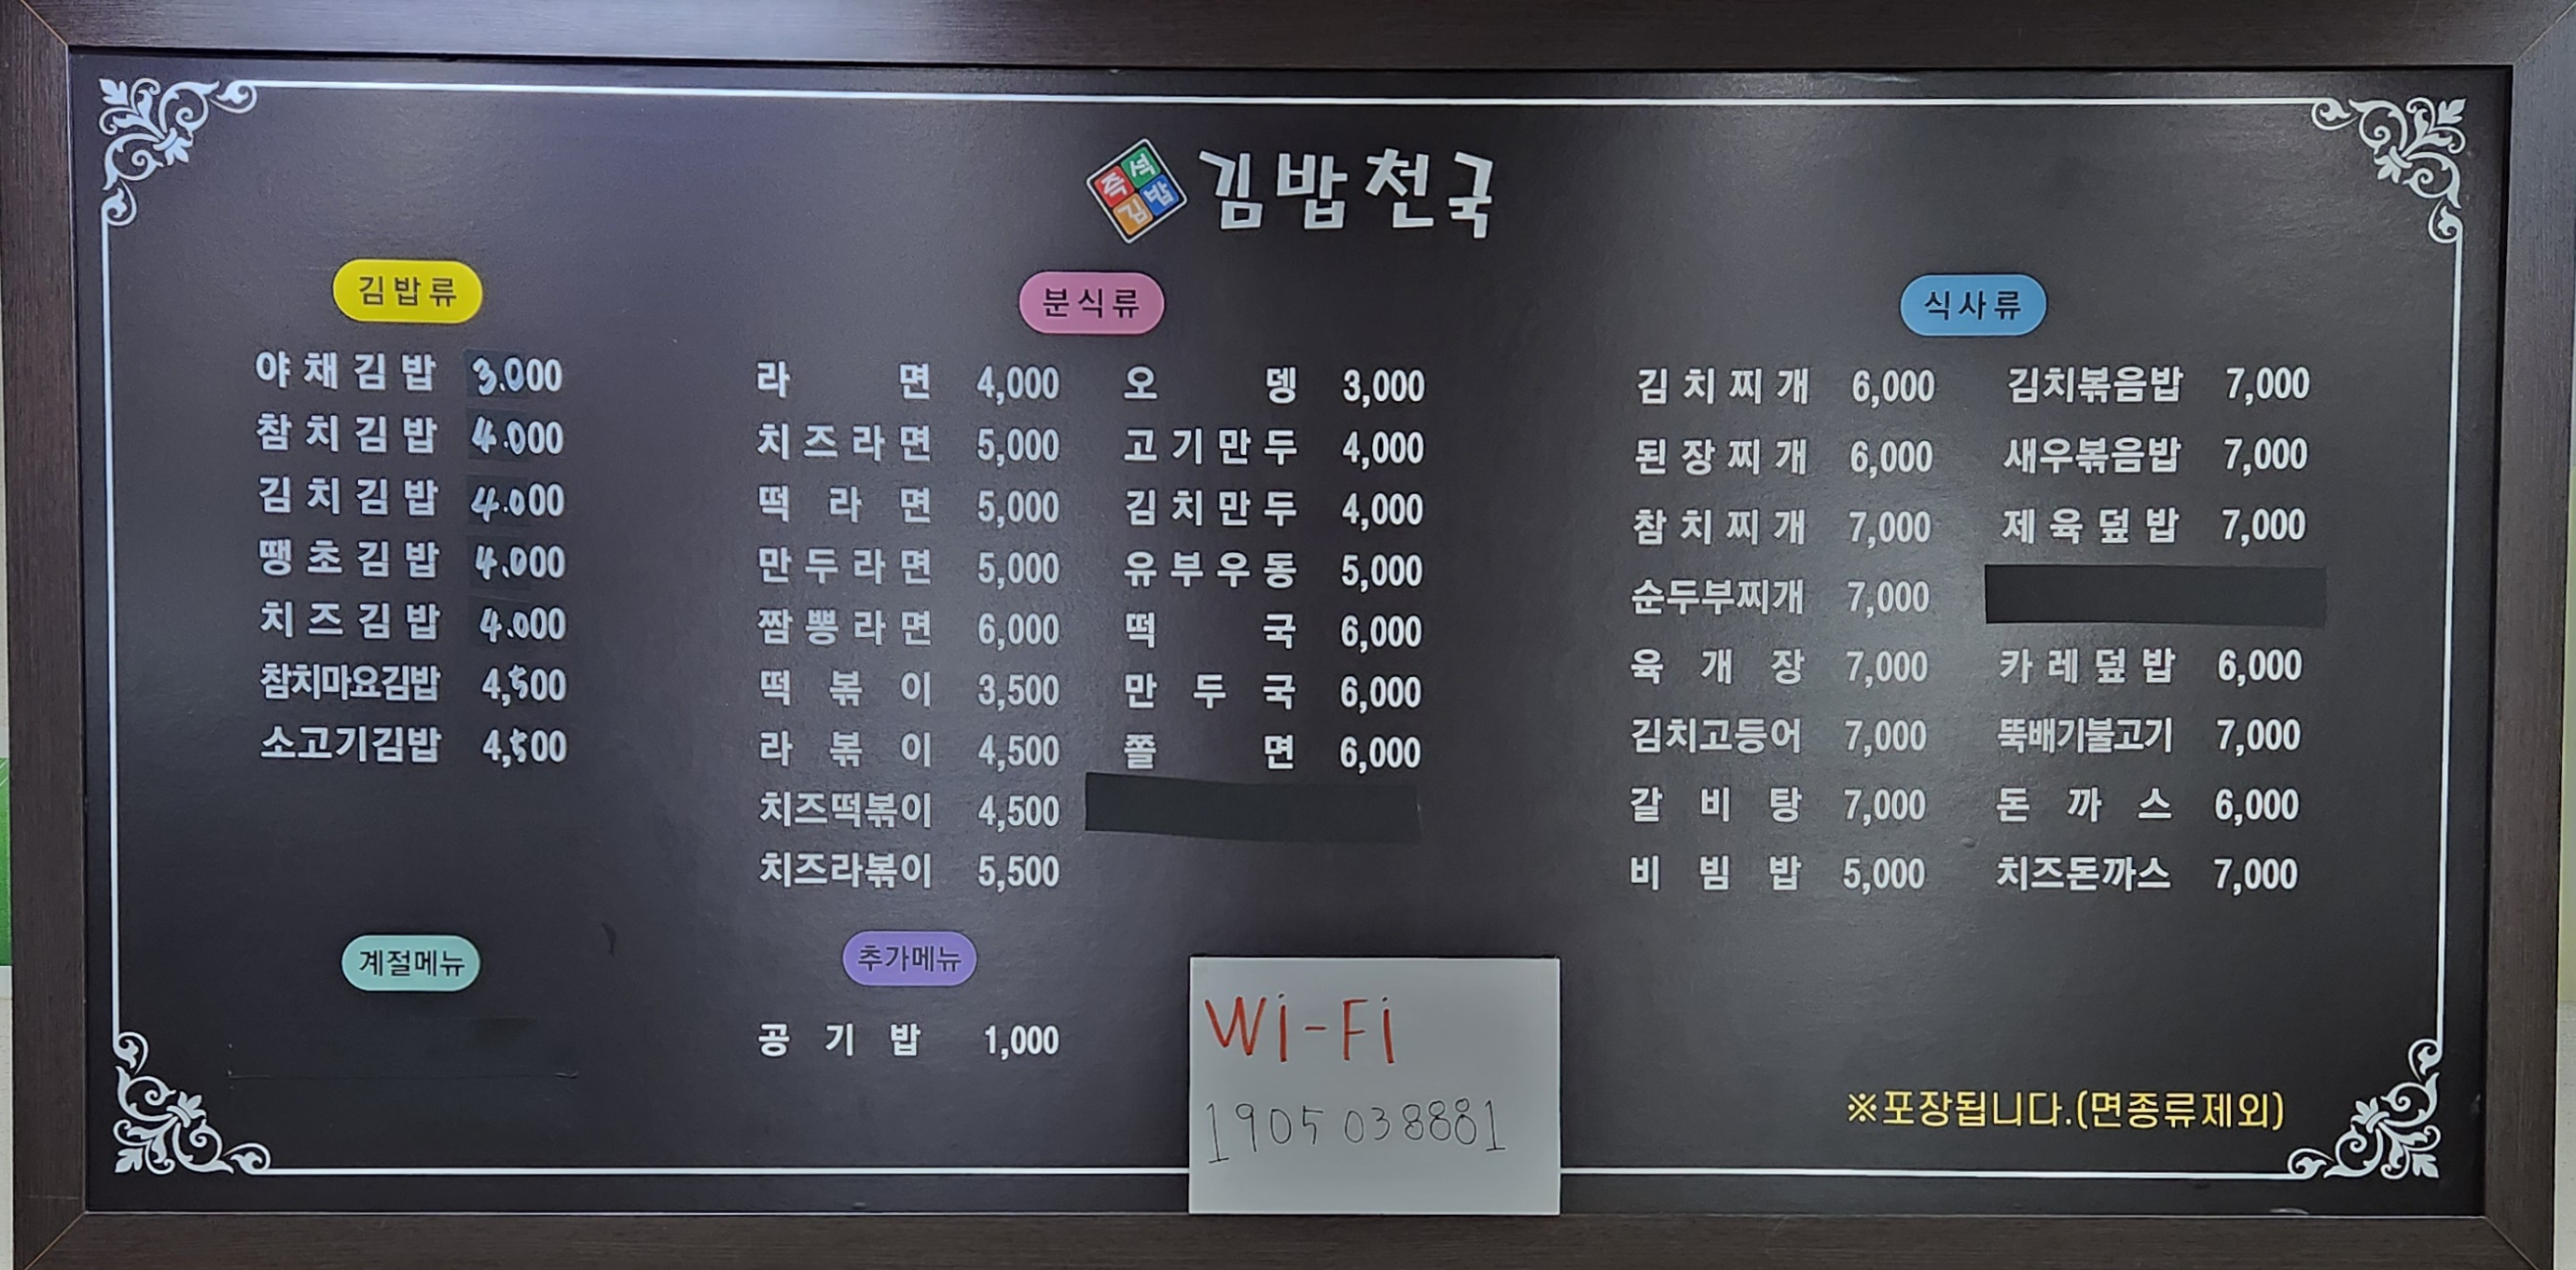 즉석김밥 김밥천국
김밥류
야채김밥 3.000
참치김밥 4.000
김치김밥 4.000
땡초김밥 4.000
치즈김밥 4.000
참치마요김밥 4,500
소고기김밥 4,500
분식류
라면 4,000
치즈라면 5,000
떡라면 5,000
만두라면 5,000
짬뽕라면 6,000
떡볶이 3,500
라볶이 4,500
치즈떡볶이 4,500
치즈라볶이 5,500
오뎅 3,000
고기만두 4,000
김치만두 4,000
유부우동 5,000
떡국 6,000
만두국 6,000
쫄면 6,000
식사류
김치찌개 6,000
된장찌개 6,000
참치찌개 7,000
순두부찌개 7,000
육개장 7,000
김치고등어 7,000
갈비탕 7,000
비빔밥 5,000
김치볶음밥 7,000
새우볶음밥 7,000
제육덮밥 7,000
카레덮밥 6,000
뚝배기불고기 7,000
돈까스 6,000
치즈돈까스 7,000
계절메뉴
추가메뉴
공기밥 1,000
Wi-Fi
1905038881
※포장됩니다.(면종류제외)